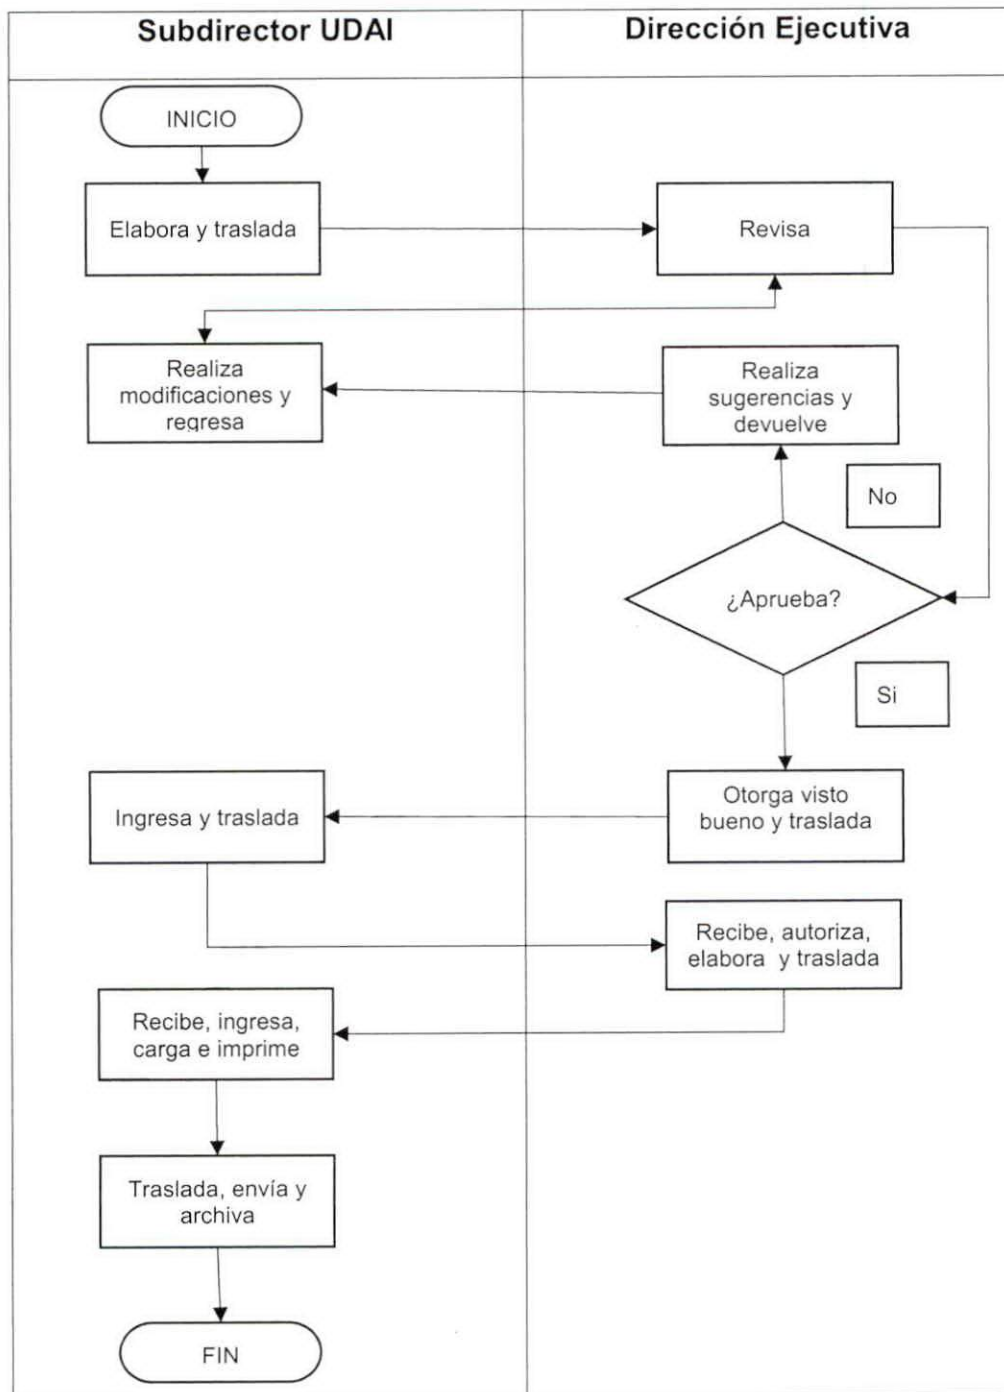 Subdirector UDAI
Dirección Ejecutiva
INICIO
Elabora y traslada
Revisa
Realiza
modificaciones y
regresa
Realiza
sugerencias y
devuelve
No
¿Aprueba?
Si
Ingresa y traslada
Otorga visto
bueno y traslada
Recibe, autoriza,
elabora y traslada
Recibe, ingresa,
carga e imprime
Traslada, envía y
archiva
FIN